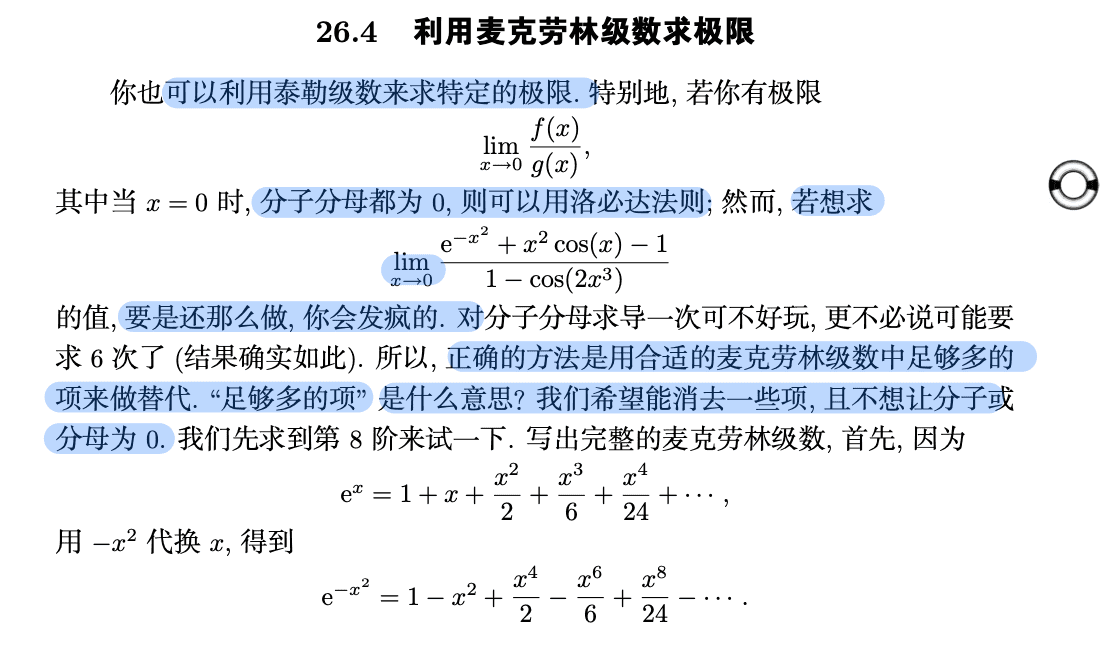 26.4 利用麦克劳林级数求极限
你也可以利用泰勒级数来求特定的极限. 特别地, 若你有极限
$\lim_{x \to 0} \frac{f(x)}{g(x)},$
其中当 x = 0 时, 分子分母都为 0, 则可以用洛必达法则; 然而, 若想求
$\lim_{x \to 0} \frac{\mathrm{e}^{-x^2} + x^2 \cos(x) - 1}{1 - \cos(2x^3)}$
的值, 要是还那么做, 你会发疯的. 对分子分母求导一次可不好玩, 更不必说可能要
求 6 次了 (结果确实如此). 所以, 正确的方法是用合适的麦克劳林级数中足够多的
项来做替代. “足够多的项” 是什么意思? 我们希望能消去一些项, 且不想让分子或
分母为 0. 我们先求到第 8 阶来试一下. 写出完整的麦克劳林级数, 首先, 因为
$\mathrm{e}^x = 1 + x + \frac{x^2}{2} + \frac{x^3}{6} + \frac{x^4}{24} + \cdots,$
用 $-x^2$ 代换 x, 得到
$\mathrm{e}^{-x^2} = 1 - x^2 + \frac{x^4}{2} - \frac{x^6}{6} + \frac{x^8}{24} - \cdots.$